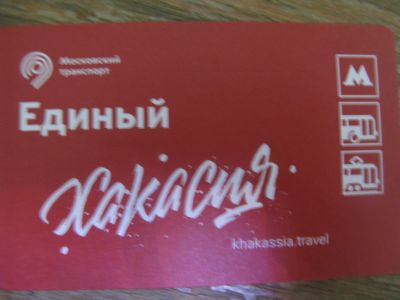 Московский
транспорт
М
Единый
хакасия.
khakassia.travel